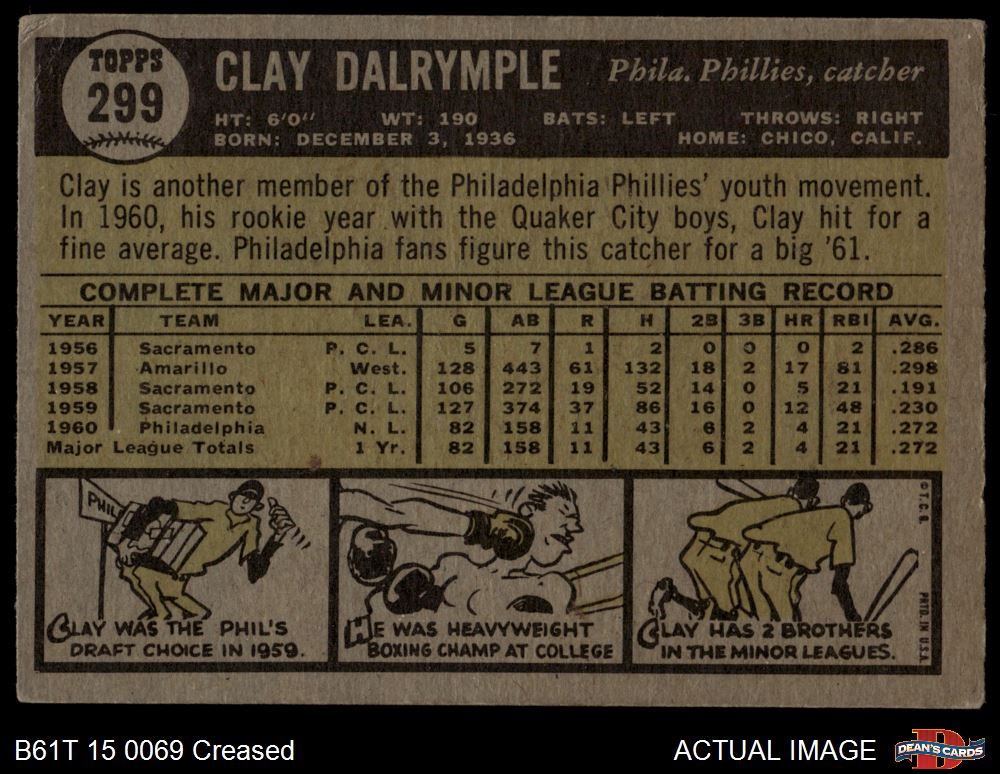 TOPPS
299
CLAY DALRYMPLE
Phila. Phillies, catcher
HT: 6'0" WT: 190 BATS: LEFT THROWS: RIGHT
BORN: DECEMBER 3, 1936 HOME: CHICO, CALIF.
Clay is another member of the Philadelphia Phillies' youth movement.
In 1960, his rookie year with the Quaker City boys, Clay hit for a
fine average. Philadelphia fans figure this catcher for a big '61.
COMPLETE MAJOR AND MINOR LEAGUE BATTING RECORD
YEAR TEAM LEA. G AB R H 2B 3B HR RBI AVG.
1956 Sacramento P. C. L. 5 7 1 2 0 0 0 2 .286
1957 Amarillo West. 128 443 61 132 18 2 17 81 .298
1958 Sacramento P. C. L. 106 272 19 52 14 0 5 21 .191
1959 Sacramento P. C. L. 127 374 37 86 16 0 12 48 .230
1960 Philadelphia N. L. 82 158 11 43 6 2 4 21 .272
Major League Totals 1 Yr. 82 158 11 43 6 2 4 21 .272
PHIL
CLAY WAS THE PHIL'S
DRAFT CHOICE IN 1959.
HE WAS HEAVYWEIGHT
BOXING CHAMP AT COLLEGE
CLAY HAS 2 BROTHERS
IN THE MINOR LEAGUES.
© T. C. G.
PRTD. IN U.S.A.
B61T 15 0069 Creased
ACTUAL IMAGE
DEAN'S CARDS